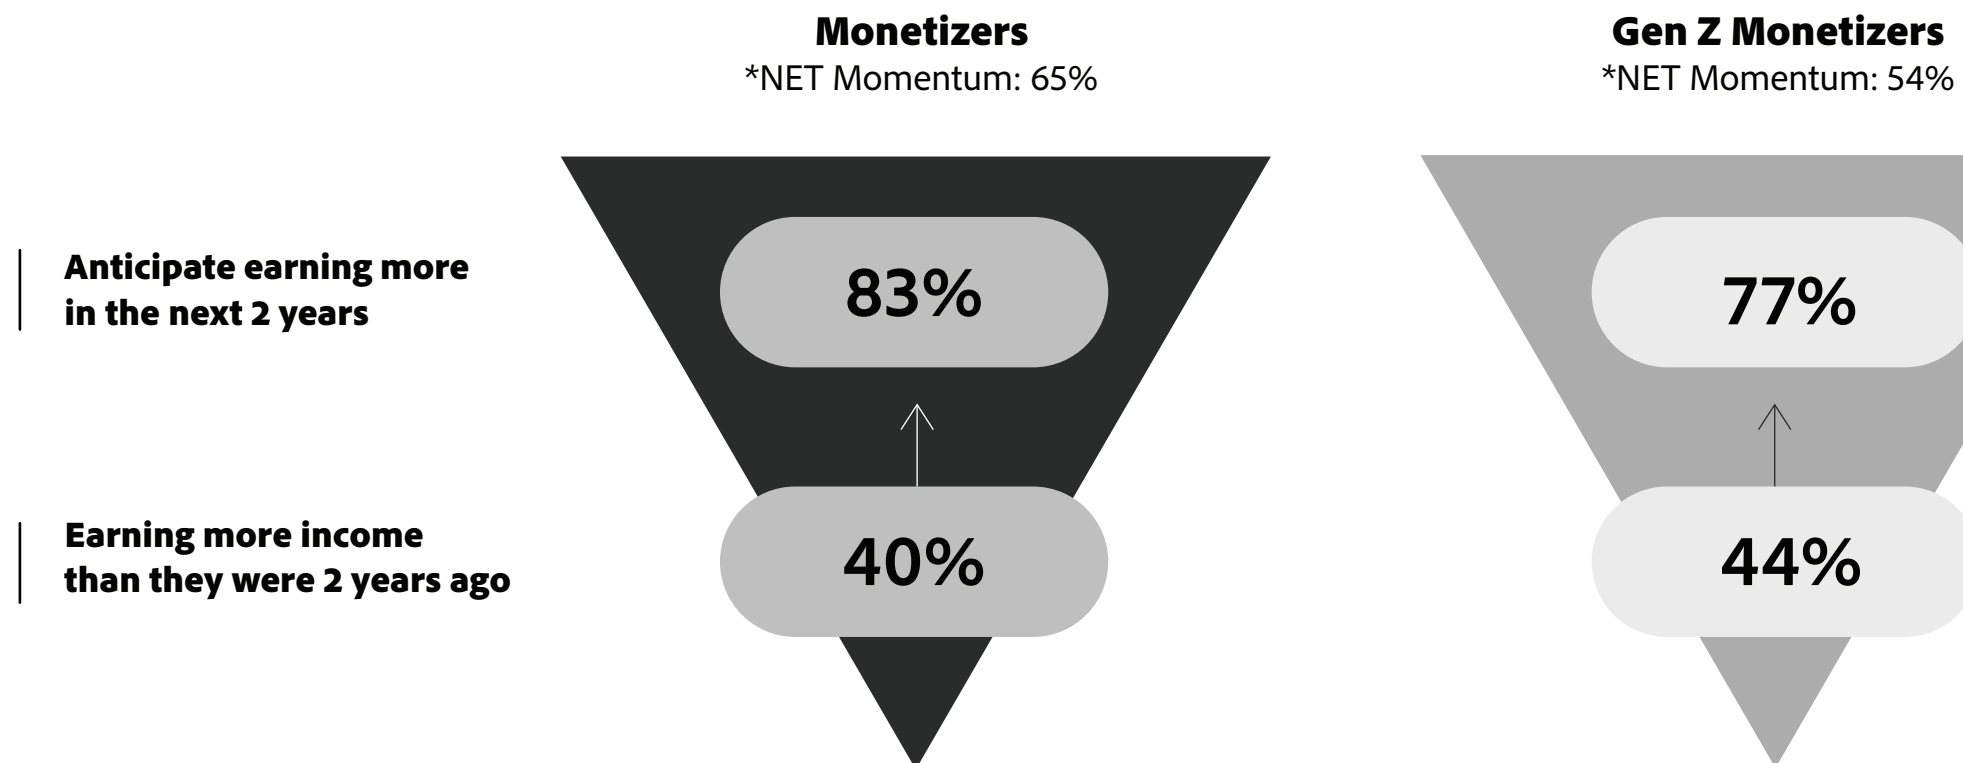 Monetizers
*NET Momentum: 65%
Gen Z Monetizers
*NET Momentum: 54%
Anticipate earning more
in the next 2 years
83%
77%
Earning more income
than they were 2 years ago
40%
44%